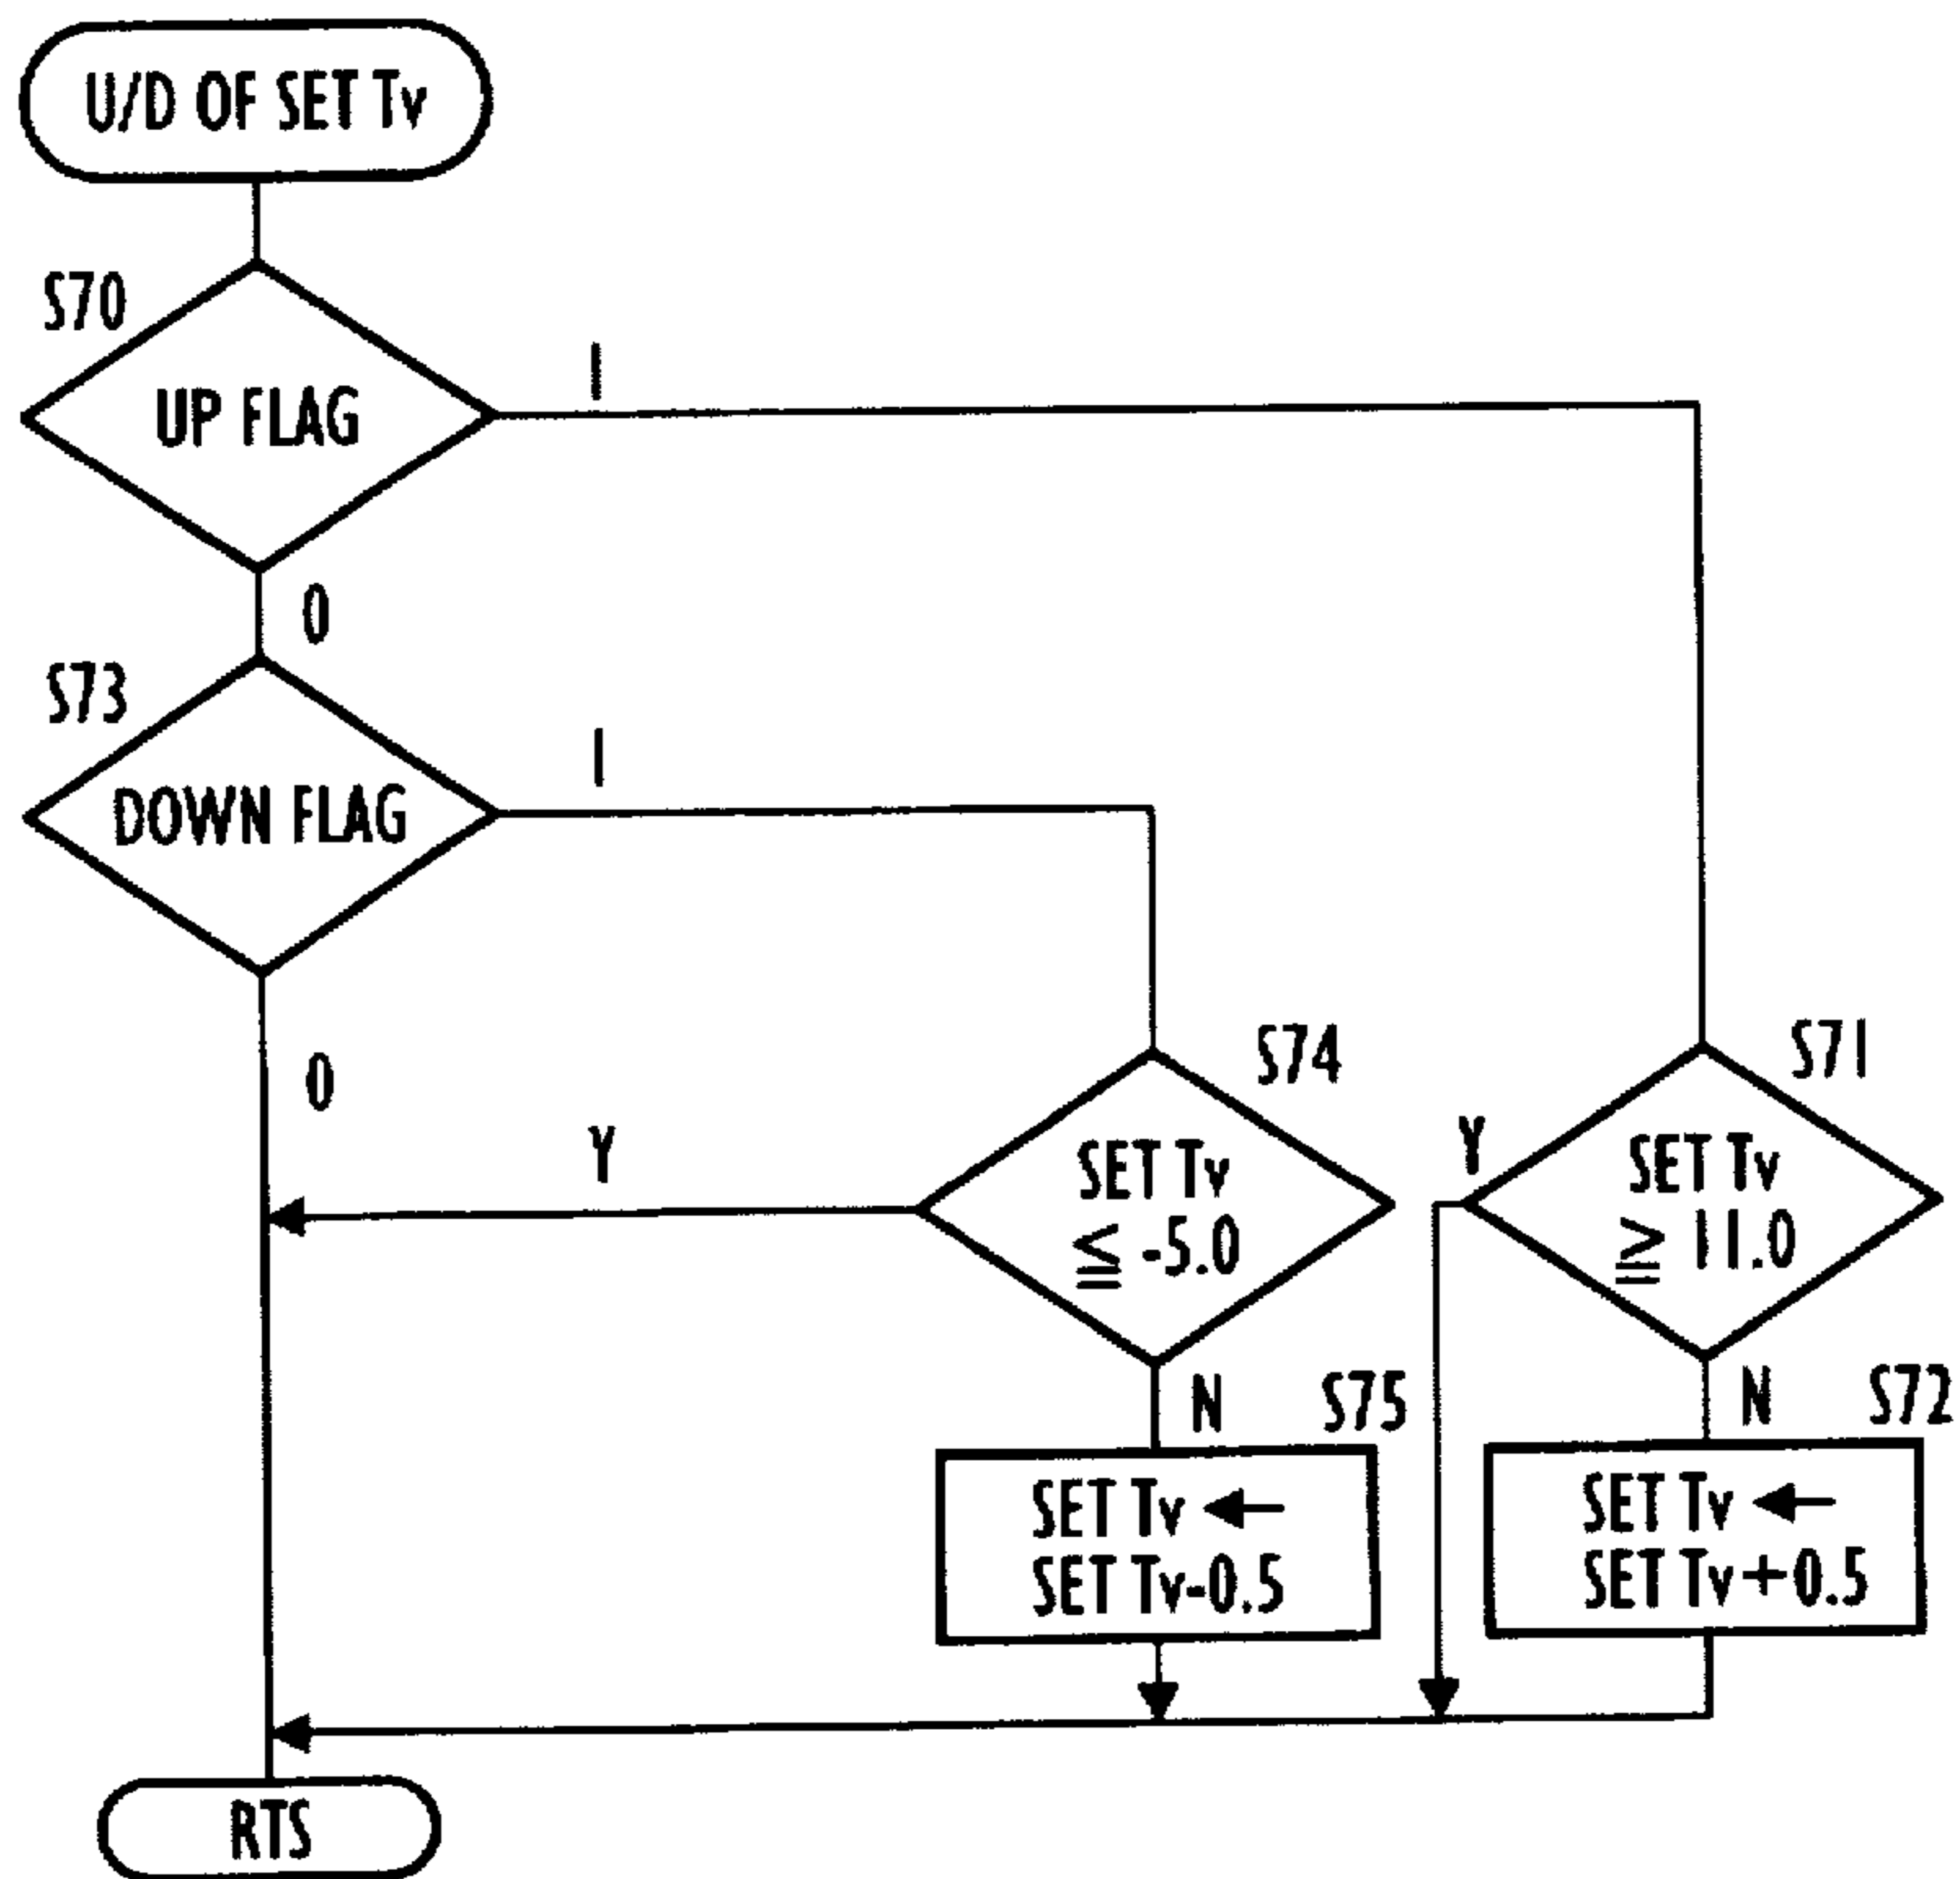 U/D OF SET Tv
S70
1
UP FLAG
0
S73
1
DOWN FLAG
0
S74
S71
Y
Y
SET Tv
≦ -5.0
SET Tv
≧ 11.0
N
S75
N
S72
SET Tv ←
SET Tv-0.5
SET Tv ←
SET Tv+0.5
RTS